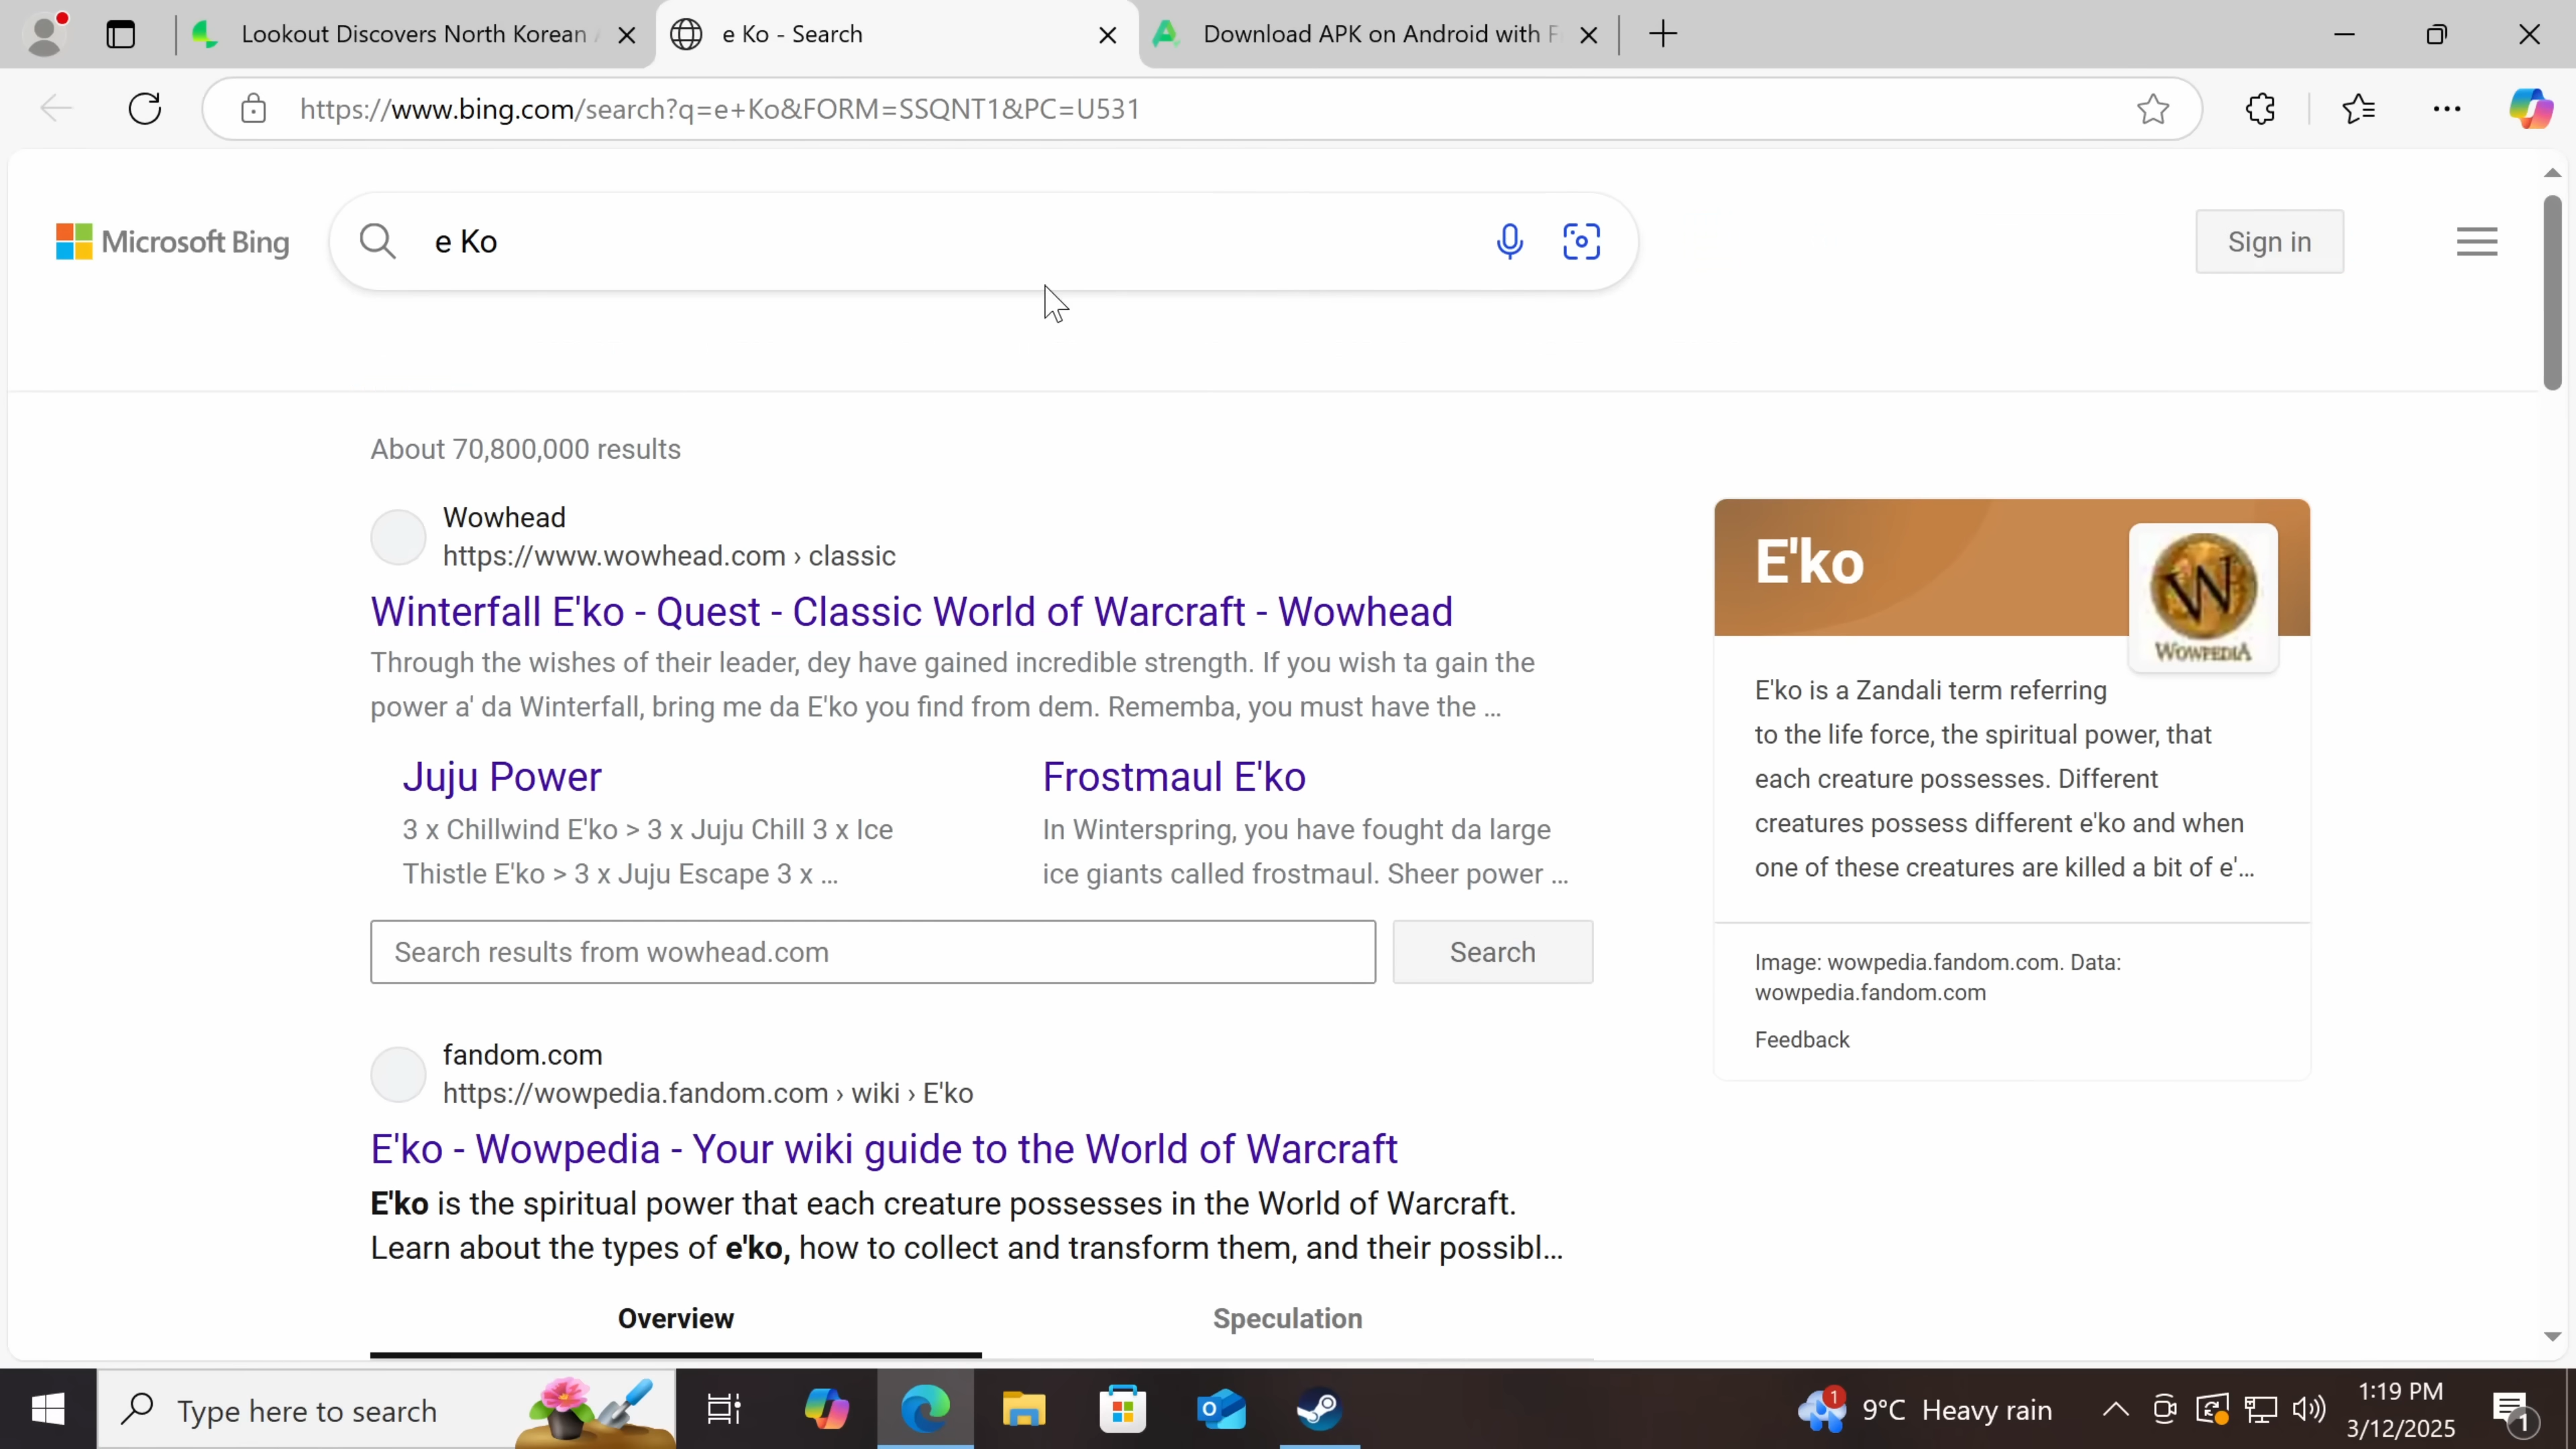 Lookout Discovers North Korean
e Ko - Search
Download APK on Android with
https://www.bing.com/search?q=e+Ko&FORM=SSQNT1&PC=U531
Microsoft Bing
e Ko
Sign in
About 70,800,000 results
Wowhead
https://www.wowhead.com › classic
Winterfall E'ko - Quest - Classic World of Warcraft - Wowhead
Through the wishes of their leader, dey have gained incredible strength. If you wish ta gain the
power a' da Winterfall, bring me da E'ko you find from dem. Rememba, you must have the ...
Juju Power
3 x Chillwind E'ko > 3 x Juju Chill 3 x Ice
Thistle E'ko > 3 x Juju Escape 3 x ...
Frostmaul E'ko
In Winterspring, you have fought da large
ice giants called frostmaul. Sheer power ...
Search results from wowhead.com
Search
fandom.com
https://wowpedia.fandom.com › wiki › E'ko
E'ko - Wowpedia - Your wiki guide to the World of Warcraft
E'ko is the spiritual power that each creature possesses in the World of Warcraft.
Learn about the types of e'ko, how to collect and transform them, and their possibl...
Overview
Speculation
E'ko
W
WOWPEDIA
E'ko is a Zandali term referring
to the life force, the spiritual power, that
each creature possesses. Different
creatures possess different e'ko and when
one of these creatures are killed a bit of e'...
Image: wowpedia.fandom.com. Data:
wowpedia.fandom.com
Feedback
Type here to search
1
9°C Heavy rain
1:19 PM
3/12/2025
1